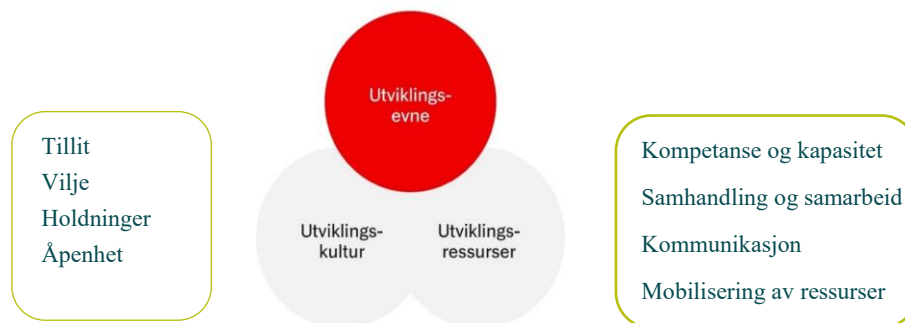 Utviklings-
evne
Tillit
Vilje
Holdninger
Åpenhet
Utviklings-
kultur
Utviklings-
ressurser
Kompetanse og kapasitet
Samhandling og samarbeid
Kommunikasjon
Mobilisering av ressurser